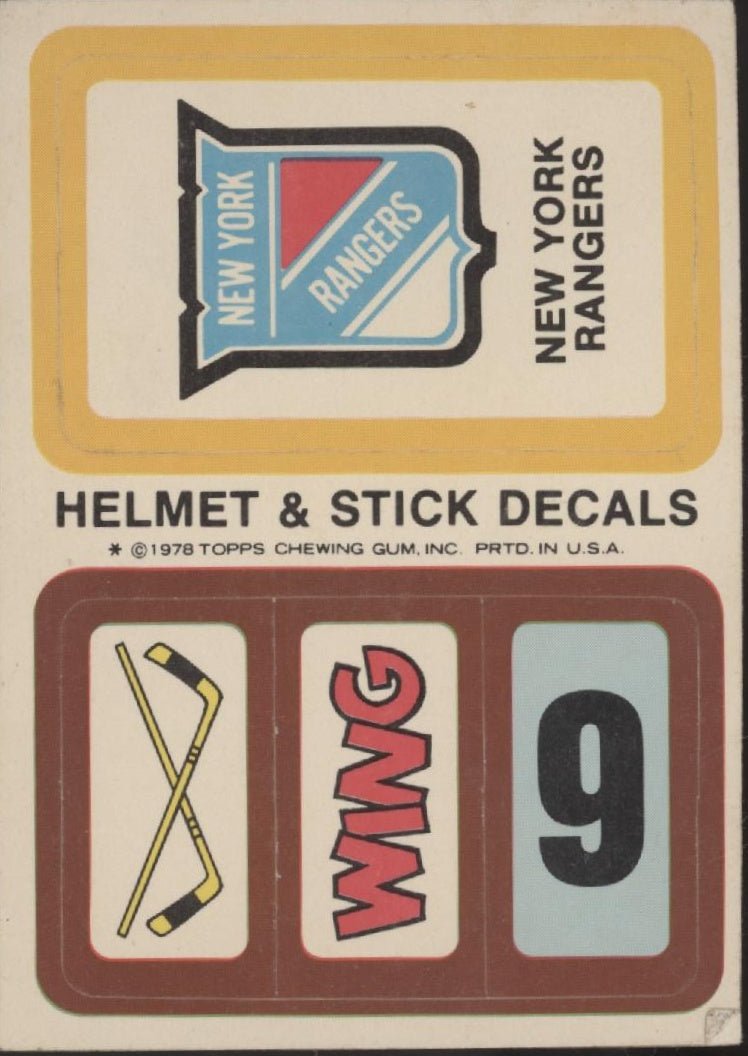 NEW YORK
RANGERS
NEW YORK
RANGERS
HELMET & STICK DECALS
* ©1978 TOPPS CHEWING GUM, INC. PRTD. IN U.S.A.
WING
9